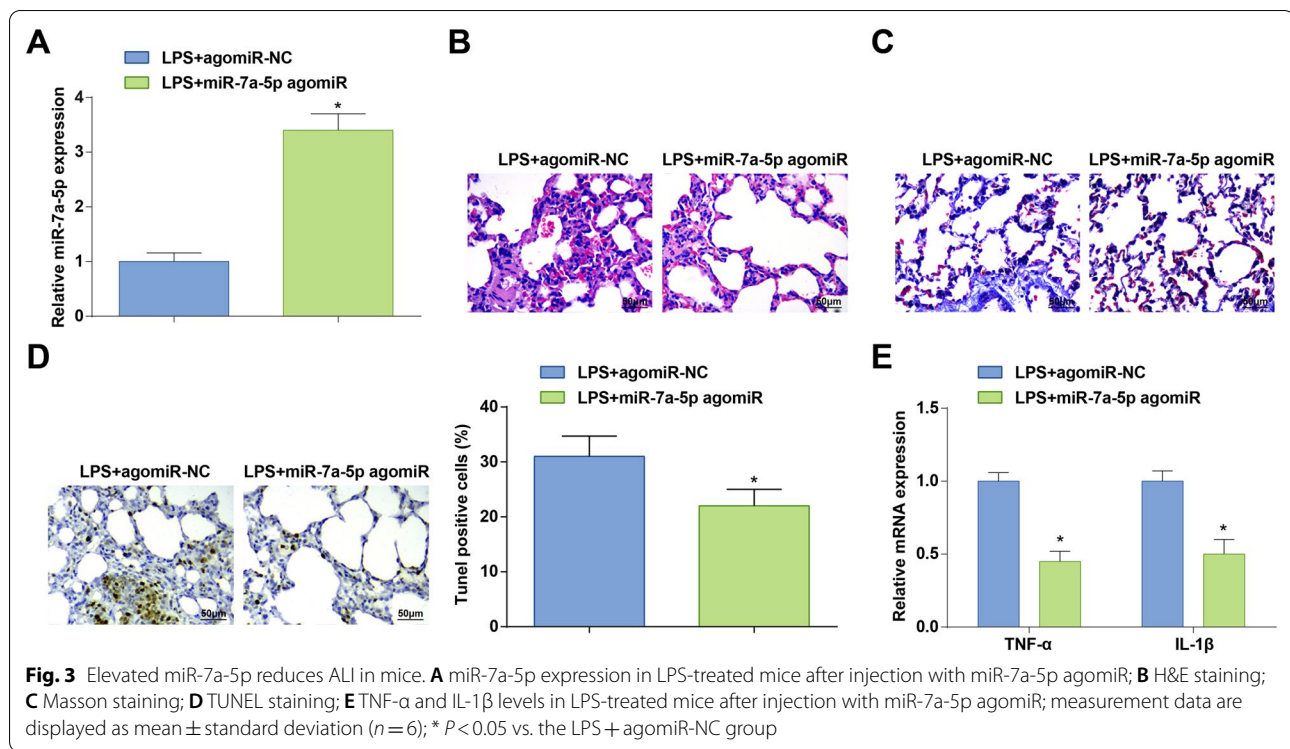 A
LPS+agomiR-NC
LPS+miR-7a-5p agomiR
Relative miR-7a-5p expression
4
3
2
1
0
*
B
LPS+agomiR-NC
LPS+miR-7a-5p agomiR
50μm
50μm
C
LPS+agomiR-NC
LPS+miR-7a-5p agomiR
50μm
50μm
D
LPS+agomiR-NC
LPS+miR-7a-5p agomiR
50μm
50μm
LPS+agomiR-NC
LPS+miR-7a-5p agomiR
Tunel positive cells (%)
40
30
20
10
0
*
E
LPS+agomiR-NC
LPS+miR-7a-5p agomiR
Relative mRNA expression
1.5
1.0
0.5
0.0
*
*
TNF-α
IL-1β
Fig. 3 Elevated miR-7a-5p reduces ALI in mice. A miR-7a-5p expression in LPS-treated mice after injection with miR-7a-5p agomiR; B H&E staining;
C Masson staining; D TUNEL staining; E TNF-α and IL-1β levels in LPS-treated mice after injection with miR-7a-5p agomiR; measurement data are
displayed as mean ± standard deviation (n = 6); * P < 0.05 vs. the LPS + agomiR-NC group